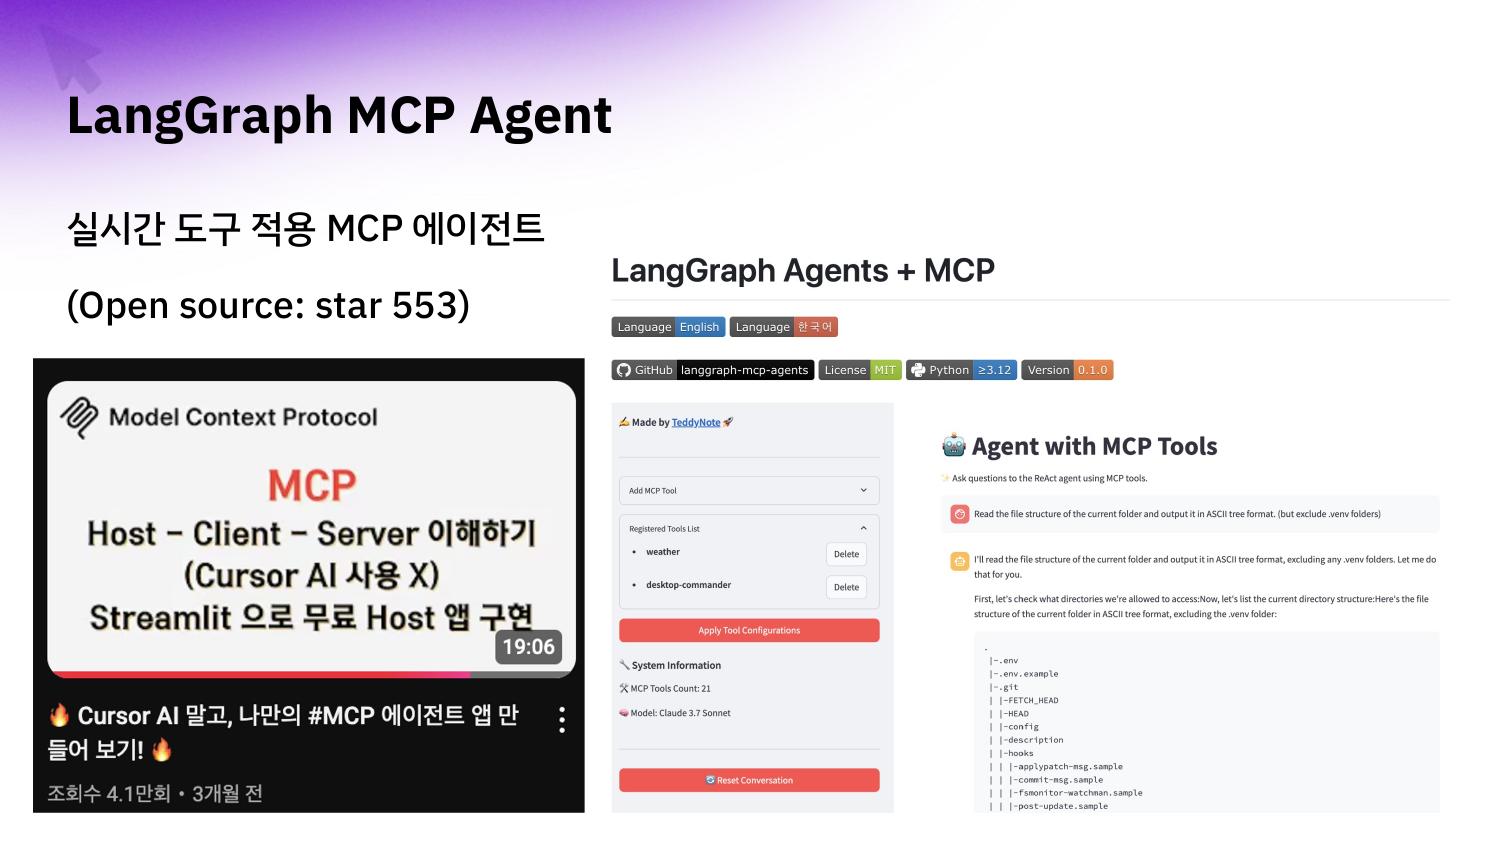 LangGraph MCP Agent
실시간 도구 적용 MCP 에이전트
(Open source: star 553)
Model Context Protocol
MCP
Host – Client – Server 이해하기
(Cursor AI 사용 X)
Streamlit 으로 무료 Host 앱 구현
19:06
🔥 Cursor AI 말고, 나만의 #MCP 에이전트 앱 만
들어 보기! 🔥
조회수 4.1만회 • 3개월 전
LangGraph Agents + MCP
Language English Language 한국어
GitHub langgraph-mcp-agents License MIT Python ≥3.12 Version 0.1.0
✍️ Made by TeddyNote 🚀
Add MCP Tool
Registered Tools List
• weather Delete
• desktop-commander Delete
Apply Tool Configurations
🔧 System Information
🛠️ MCP Tools Count: 21
🧠 Model: Claude 3.7 Sonnet
🔄 Reset Conversation
🤖 Agent with MCP Tools
✨ Ask questions to the ReAct agent using MCP tools.
Read the file structure of the current folder and output it in ASCII tree format. (but exclude .venv folders)
I'll read the file structure of the current folder and output it in ASCII tree format, excluding any .venv folders. Let me do
that for you.
First, let's check what directories we're allowed to access:Now, let's list the current directory structure:Here's the file
structure of the current folder in ASCII tree format, excluding the .venv folder:
.
|-.env
|-.env.example
|-.git
| |-FETCH_HEAD
| |-HEAD
| |-config
| |-description
| |-hooks
| | |-applypatch-msg.sample
| | |-commit-msg.sample
| | |-fsmonitor-watchman.sample
| | |-post-update.sample